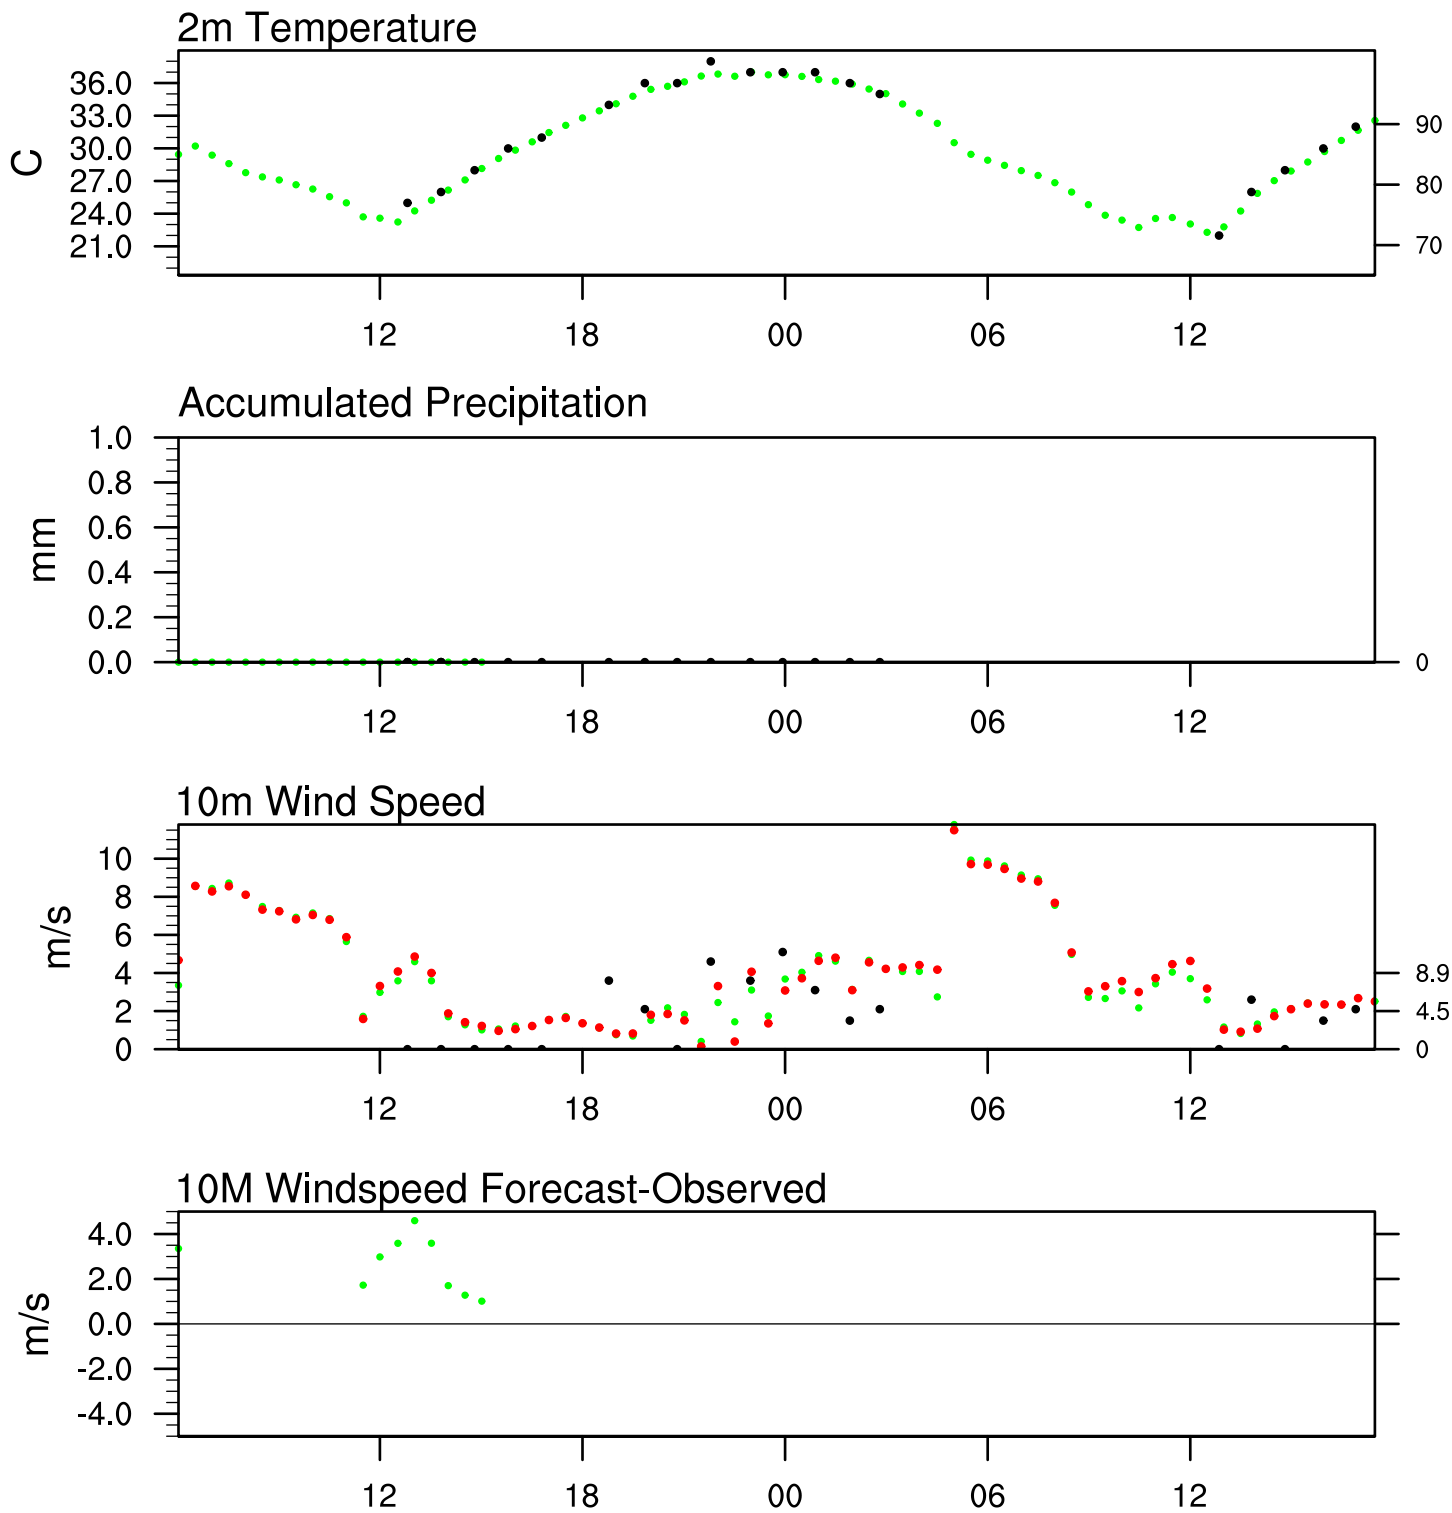 2m Temperature
C
36.0
33.0
30.0
27.0
24.0
21.0
90
80
70
12 18 00 06 12
Accumulated Precipitation
mm
1.0
0.8
0.6
0.4
0.2
0.0
0
12 18 00 06 12
10m Wind Speed
m/s
10
8
6
4
2
0
8.9
4.5
0
12 18 00 06 12
10M Windspeed Forecast-Observed
m/s
4.0
2.0
0.0
-2.0
-4.0
12 18 00 06 12